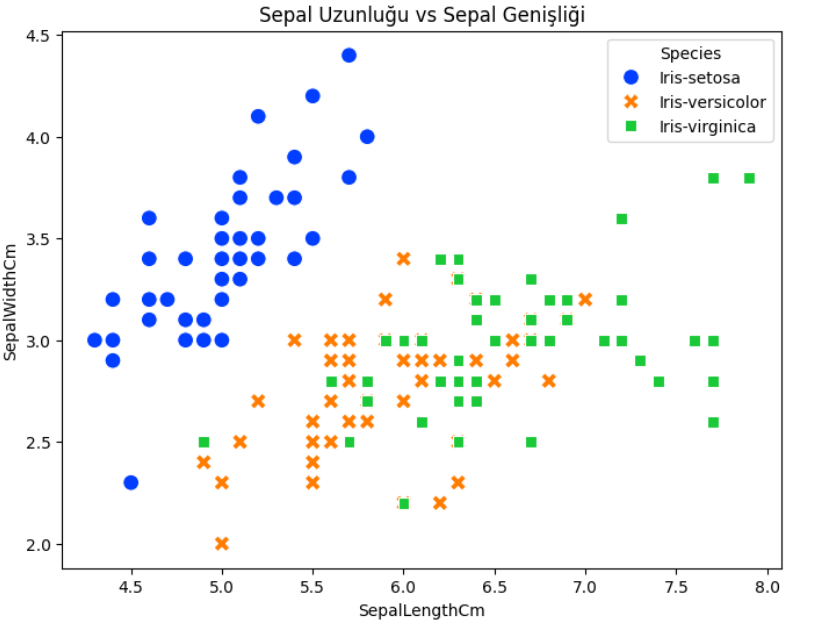 Sepal Uzunluğu vs Sepal Genişliği
4.5
4.0
3.5
3.0
2.5
2.0
SepalWidthCm
Species
Iris-setosa
Iris-versicolor
Iris-virginica
4.5 5.0 5.5 6.0 6.5 7.0 7.5 8.0
SepalLengthCm